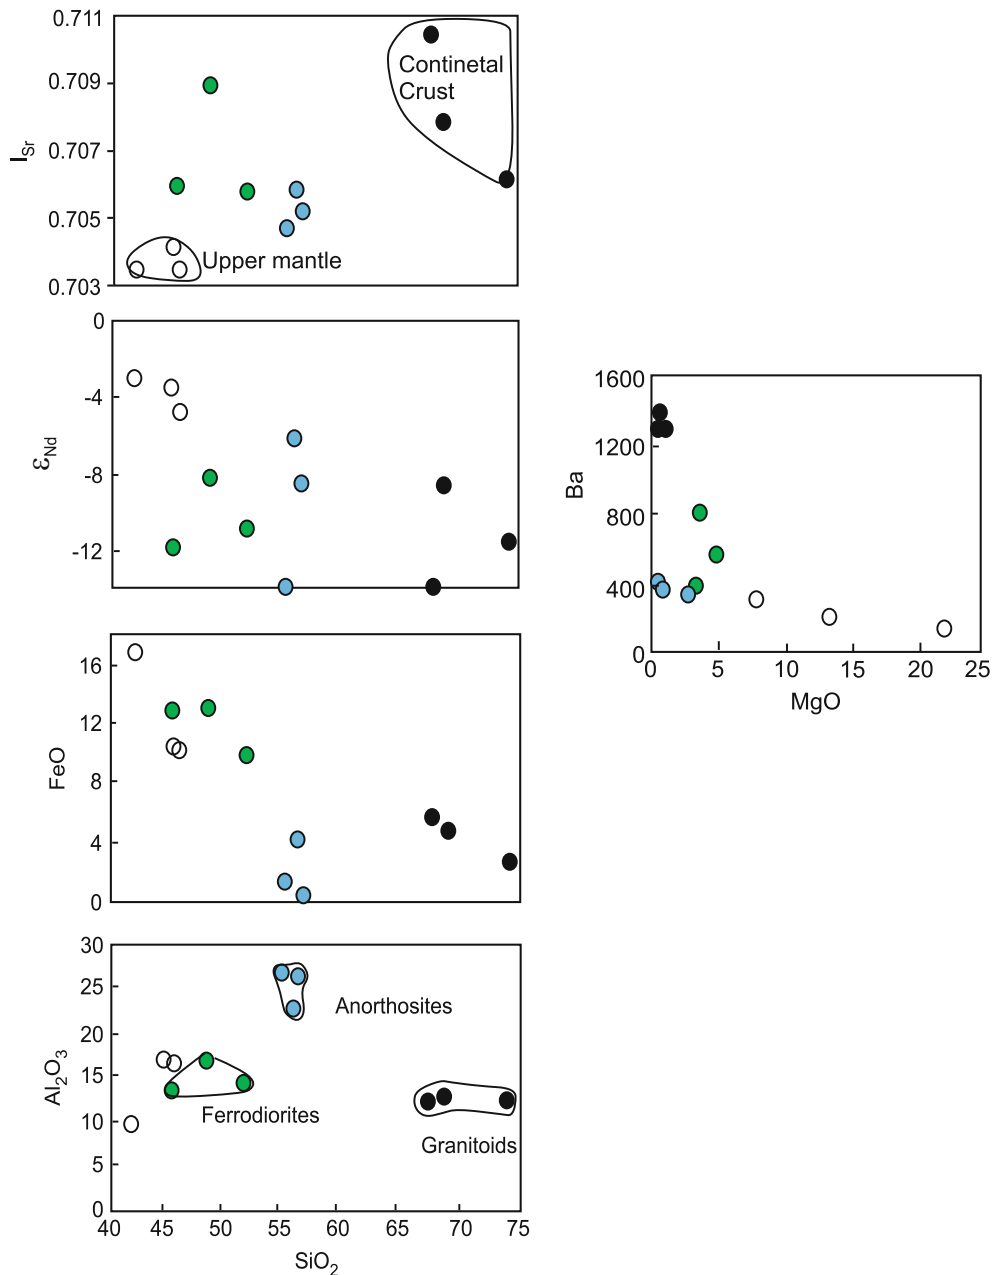 0.711
0.709
0.707
0.705
0.703
I_Sr
Continetal
Crust
Upper mantle
0
-4
-8
-12
ε_Nd
1600
1200
800
400
0
Ba
0 5 10 15 20 25
MgO
16
12
8
4
0
FeO
30
25
20
15
10
5
0
Al₂O₃
Anorthosites
Ferrodiorites
Granitoids
40 45 50 55 60 65 70 75
SiO₂